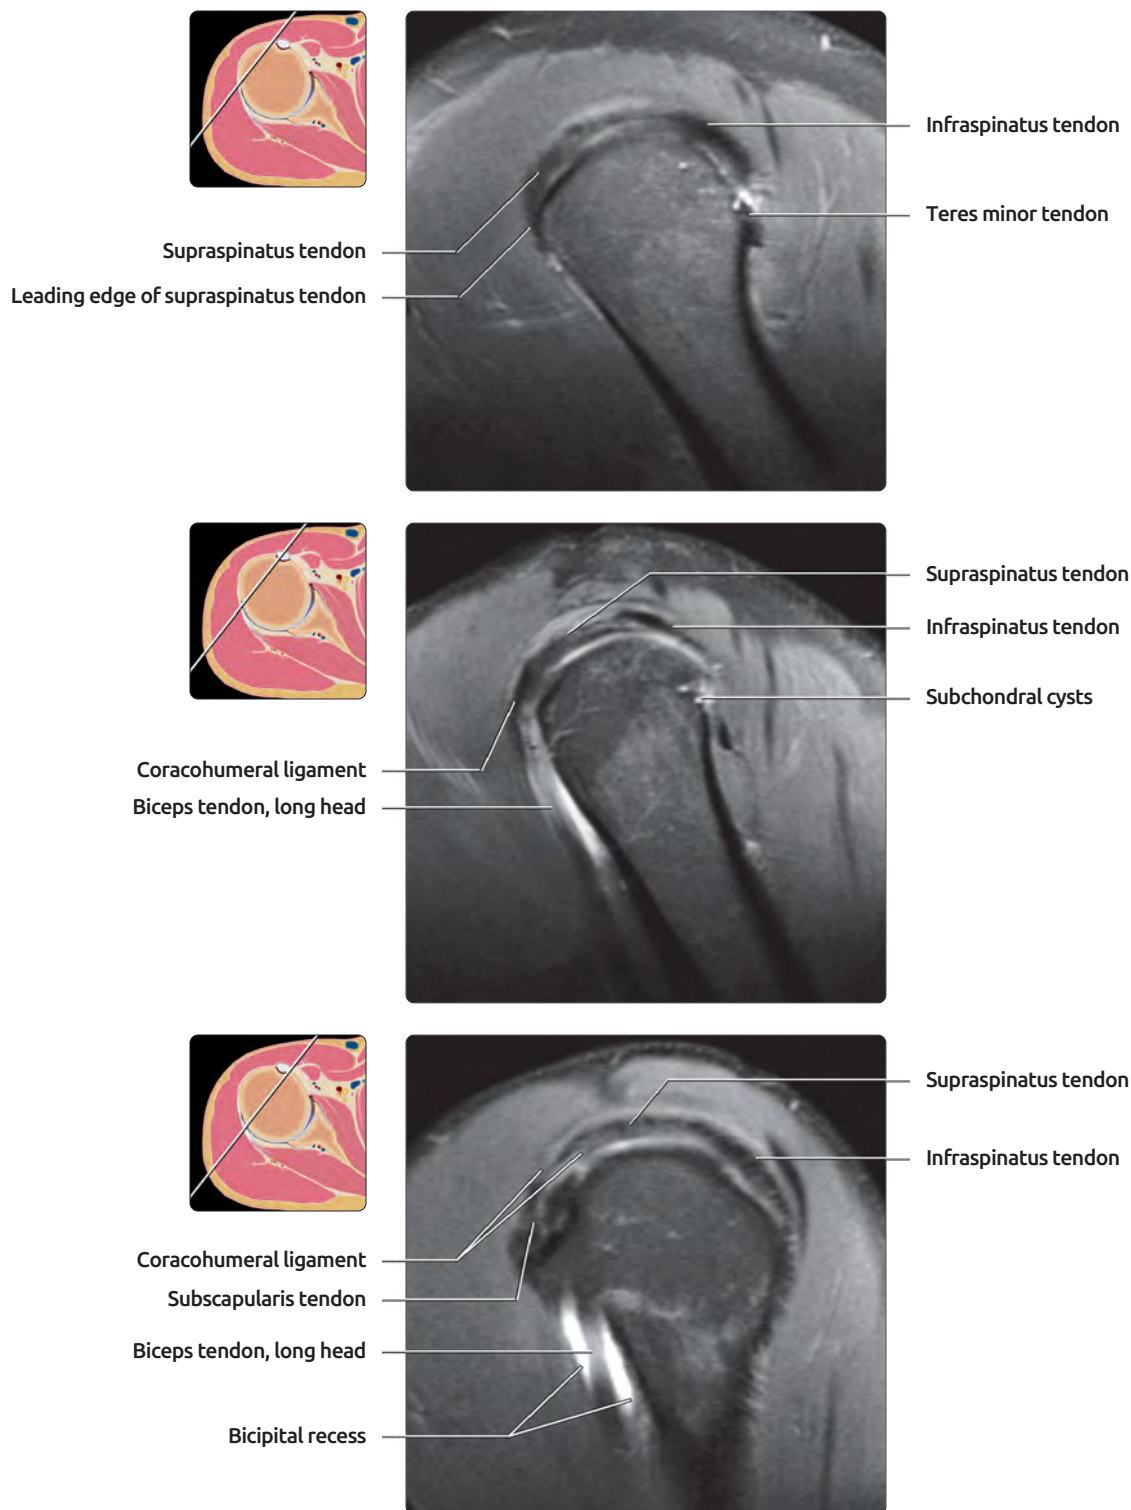 Infraspinatus tendon
Teres minor tendon
Supraspinatus tendon
Leading edge of supraspinatus tendon
Supraspinatus tendon
Infraspinatus tendon
Subchondral cysts
Coracohumeral ligament
Biceps tendon, long head
Supraspinatus tendon
Infraspinatus tendon
Coracohumeral ligament
Subscapularis tendon
Biceps tendon, long head
Bicipital recess